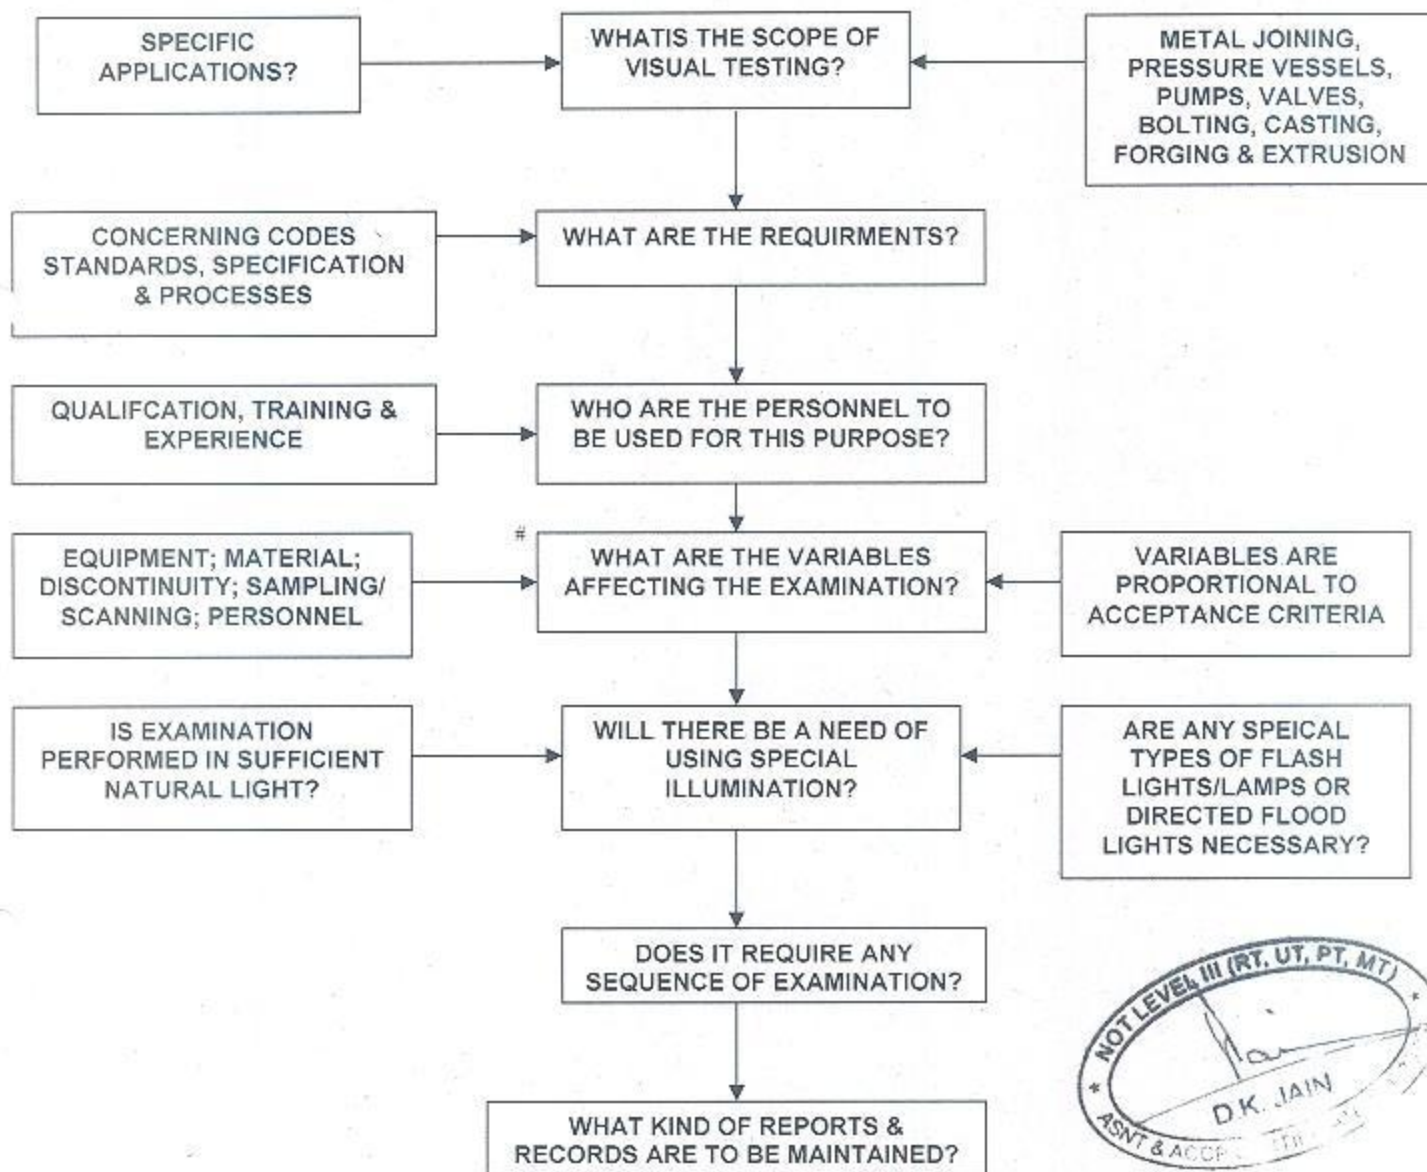 SPECIFIC
APPLICATIONS?
WHATIS THE SCOPE OF
VISUAL TESTING?
METAL JOINING,
PRESSURE VESSELS,
PUMPS, VALVES,
BOLTING, CASTING,
FORGING & EXTRUSION
CONCERNING CODES
STANDARDS, SPECIFICATION
& PROCESSES
WHAT ARE THE REQUIRMENTS?
QUALIFCATION, TRAINING &
EXPERIENCE
WHO ARE THE PERSONNEL TO
BE USED FOR THIS PURPOSE?
EQUIPMENT; MATERIAL;
DISCONTINUITY; SAMPLING/
SCANNING; PERSONNEL
#
WHAT ARE THE VARIABLES
AFFECTING THE EXAMINATION?
VARIABLES ARE
PROPORTIONAL TO
ACCEPTANCE CRITERIA
IS EXAMINATION
PERFORMED IN SUFFICIENT
NATURAL LIGHT?
WILL THERE BE A NEED OF
USING SPECIAL
ILLUMINATION?
ARE ANY SPEICAL
TYPES OF FLASH
LIGHTS/LAMPS OR
DIRECTED FLOOD
LIGHTS NECESSARY?
DOES IT REQUIRE ANY
SEQUENCE OF EXAMINATION?
WHAT KIND OF REPORTS &
RECORDS ARE TO BE MAINTAINED?
* NOT LEVEL III (RT, UT, PT, MT) *
D.K. JAIN
ASNT &